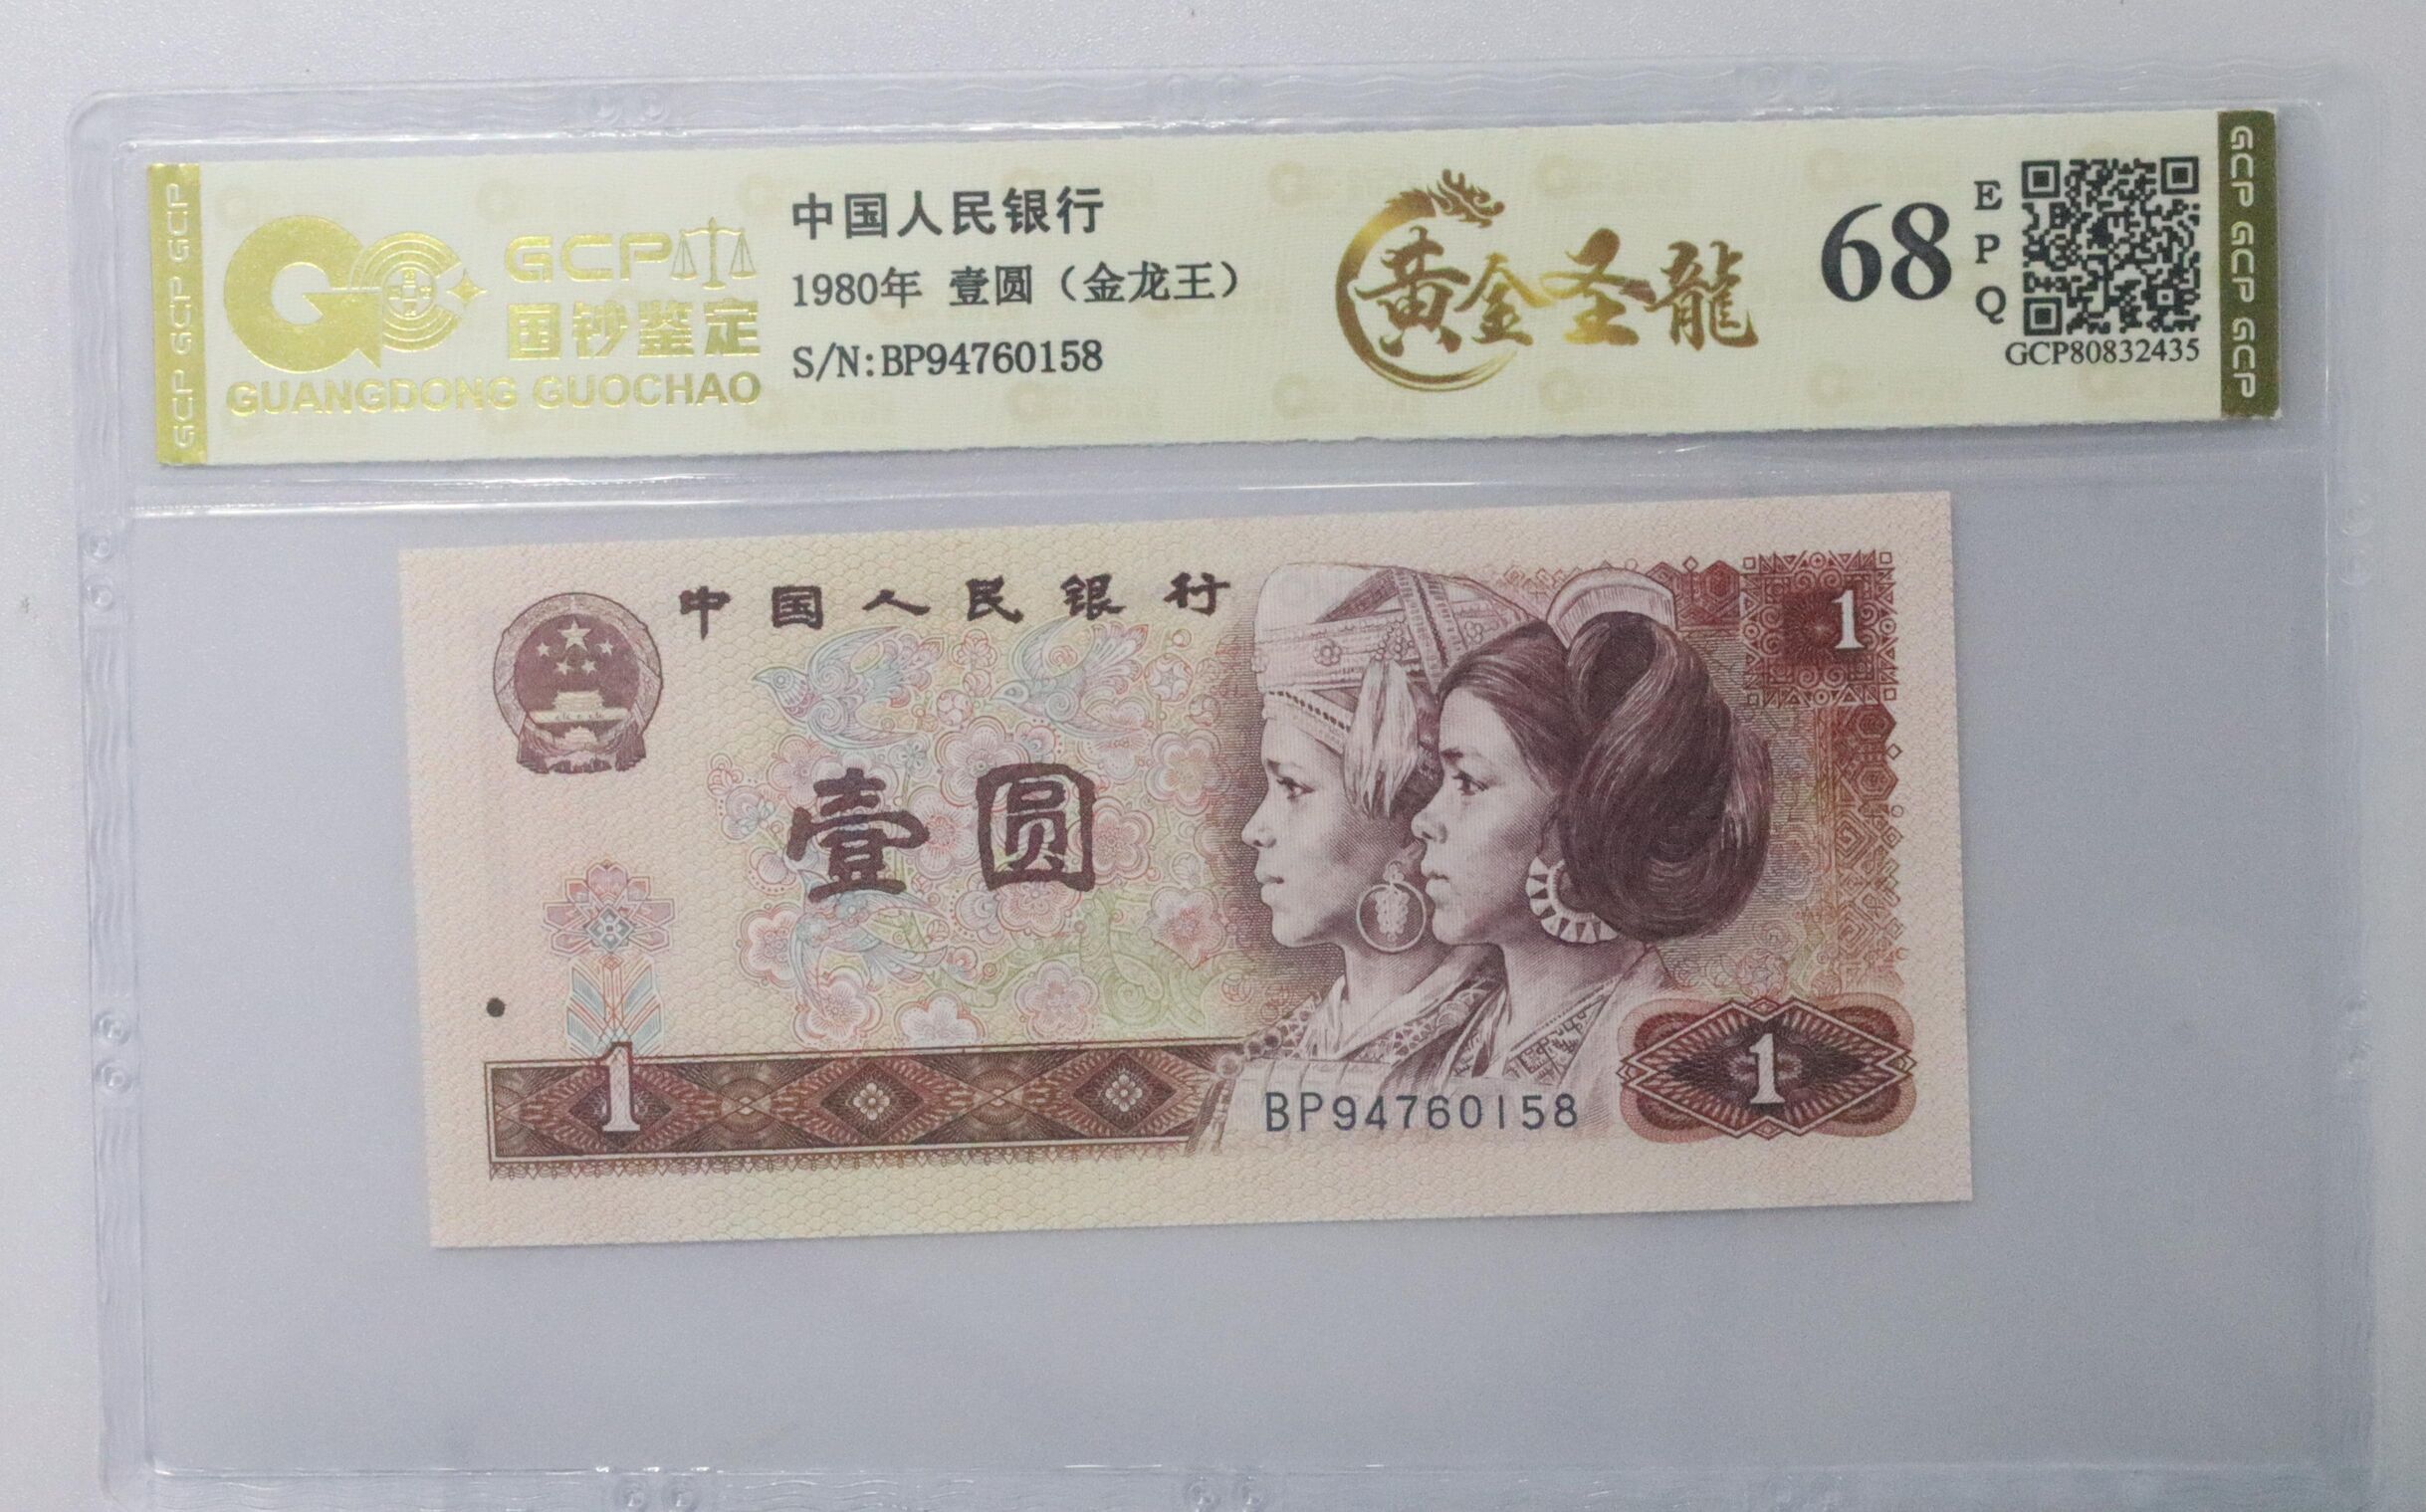 GCP GCP GCP
GCP
国钞鉴定
GUANGDONG GUOCHAO
中国人民银行
1980年 壹圆（金龙王）
S/N:BP94760158
黄金圣龍
68
EPQ
GCP80832435
GCP GCP GCP
中国人民银行
1
壹圆
1
BP94760158
1